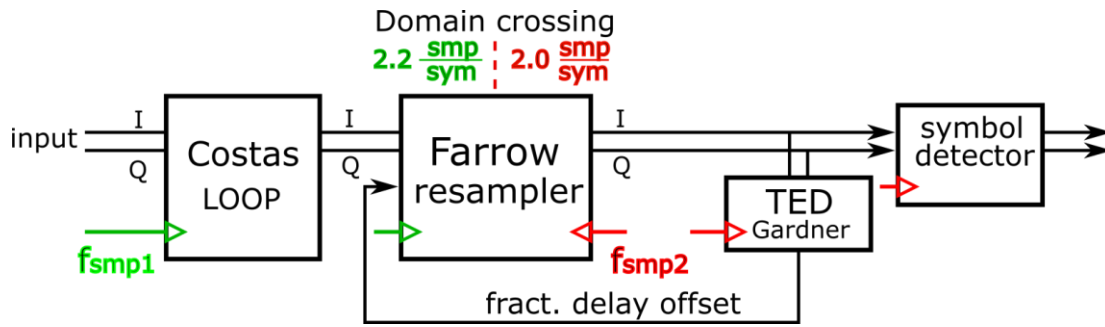 Domain crossing
2.2 smp/sym 2.0 smp/sym
input
I
Q
Costas
LOOP
fsmp1
I
Q
Farrow
resampler
I
Q
fsmp2
TED
Gardner
symbol
detector
fract. delay offset